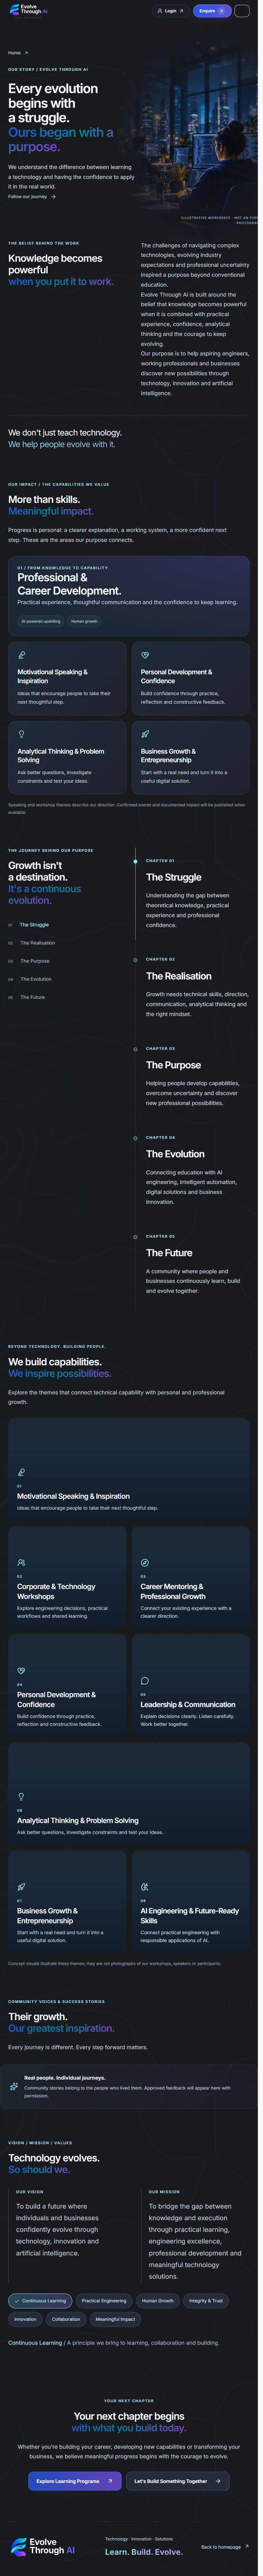 Evolve
Through AI
Login
Enquire
Home
OUR STORY / EVOLVE THROUGH AI
Every evolution
begins with
a struggle.
Ours began with a
purpose.
We understand the difference between learning
a technology and having the confidence to apply
it in the real world.
Follow our journey
ILLUSTRATIVE WORKSPACE · NOT AN EVE
PHOTOGRA
THE BELIEF BEHIND THE WORK
Knowledge becomes
powerful
when you put it to work.
The challenges of navigating complex
technologies, evolving industry
expectations and professional uncertainty
inspired a purpose beyond conventional
education.
Evolve Through AI is built around the
belief that knowledge becomes powerful
when it is combined with practical
experience, confidence, analytical
thinking and the courage to keep
evolving.
Our purpose is to help aspiring engineers,
working professionals and businesses
discover new possibilities through
technology, innovation and artificial
intelligence.
We don't just teach technology.
We help people evolve with it.
OUR IMPACT / THE CAPABILITIES WE VALUE
More than skills.
Meaningful impact.
Progress is personal: a clearer explanation, a working system, a more confident next
step. These are the areas our purpose connects.
01 / FROM KNOWLEDGE TO CAPABILITY
Professional &
Career Development.
Practical experience, thoughtful communication and the confidence to keep learning.
AI-powered upskilling
Human growth
Motivational Speaking &
Inspiration
Ideas that encourage people to take their
next thoughtful step.
Personal Development &
Confidence
Build confidence through practice,
reflection and constructive feedback.
Analytical Thinking & Problem
Solving
Ask better questions, investigate
constraints and test your ideas.
Business Growth &
Entrepreneurship
Start with a real need and turn it into a
useful digital solution.
Speaking and workshop themes describe our direction. Confirmed events and documented impact will be published when
available.
THE JOURNEY BEHIND OUR PURPOSE
Growth isn't
a destination.
It's a continuous
evolution.
01 The Struggle
02 The Realisation
03 The Purpose
04 The Evolution
05 The Future
CHAPTER 01
The Struggle
Understanding the gap between
theoretical knowledge, practical
experience and professional
confidence.
CHAPTER 02
The Realisation
Growth needs technical skills, direction,
communication, analytical thinking and
the right mindset.
CHAPTER 03
The Purpose
Helping people develop capabilities,
overcome uncertainty and discover
new professional possibilities.
CHAPTER 04
The Evolution
Connecting education with AI
engineering, intelligent automation,
digital solutions and business
innovation.
CHAPTER 05
The Future
A community where people and
businesses continuously learn, build
and evolve together.
BEYOND TECHNOLOGY. BUILDING PEOPLE.
We build capabilities.
We inspire possibilities.
Explore the themes that connect technical capability with personal and professional
growth.
01
Motivational Speaking & Inspiration
Ideas that encourage people to take their next thoughtful step.
02
Corporate & Technology
Workshops
Explore engineering decisions, practical
workflows and shared learning.
03
Career Mentoring &
Professional Growth
Connect your existing experience with a
clearer direction.
04
Personal Development &
Confidence
Build confidence through practice,
reflection and constructive feedback.
05
Leadership & Communication
Explain decisions clearly. Listen carefully.
Work better together.
06
Analytical Thinking & Problem Solving
Ask better questions, investigate constraints and test your ideas.
07
Business Growth &
Entrepreneurship
Start with a real need and turn it into a
useful digital solution.
08
AI Engineering & Future-Ready
Skills
Connect practical engineering with
responsible applications of AI.
Concept visuals illustrate these themes; they are not photographs of our workshops, speakers or participants.
COMMUNITY VOICES & SUCCESS STORIES
Their growth.
Our greatest inspiration.
Every journey is different. Every step forward matters.
Real people. Individual journeys.
Community stories belong to the people who lived them. Approved feedback will appear here with
permission.
VISION / MISSION / VALUES
Technology evolves.
So should we.
OUR VISION
To build a future where
individuals and businesses
confidently evolve through
technology, innovation and
artificial intelligence.
OUR MISSION
To bridge the gap between
knowledge and execution
through practical learning,
engineering excellence,
professional development and
meaningful technology
solutions.
Continuous Learning
Practical Engineering
Human Growth
Integrity & Trust
Innovation
Collaboration
Meaningful Impact
Continuous Learning / A principle we bring to learning, collaboration and building.
YOUR NEXT CHAPTER
Your next chapter begins
with what you build today.
Whether you're building your career, developing new capabilities or transforming your
business, we believe meaningful progress begins with the courage to evolve.
Explore Learning Programs
Let's Build Something Together
Evolve
Through AI
Technology · Innovation · Solutions
Learn. Build. Evolve.
Back to homepage